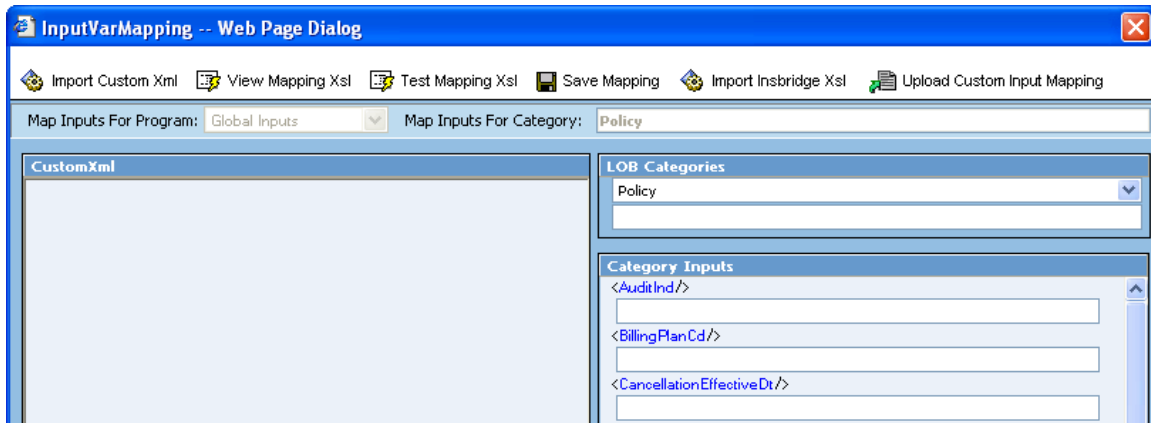 InputVarMapping -- Web Page Dialog
Import Custom Xml View Mapping Xsl Test Mapping Xsl Save Mapping Import Insbridge Xsl Upload Custom Input Mapping
Map Inputs For Program: Global Inputs Map Inputs For Category: Policy
CustomXml
LOB Categories
Policy
Category Inputs
<AuditInd/>
<BillingPlanCd/>
<CancellationEffectiveDt/>